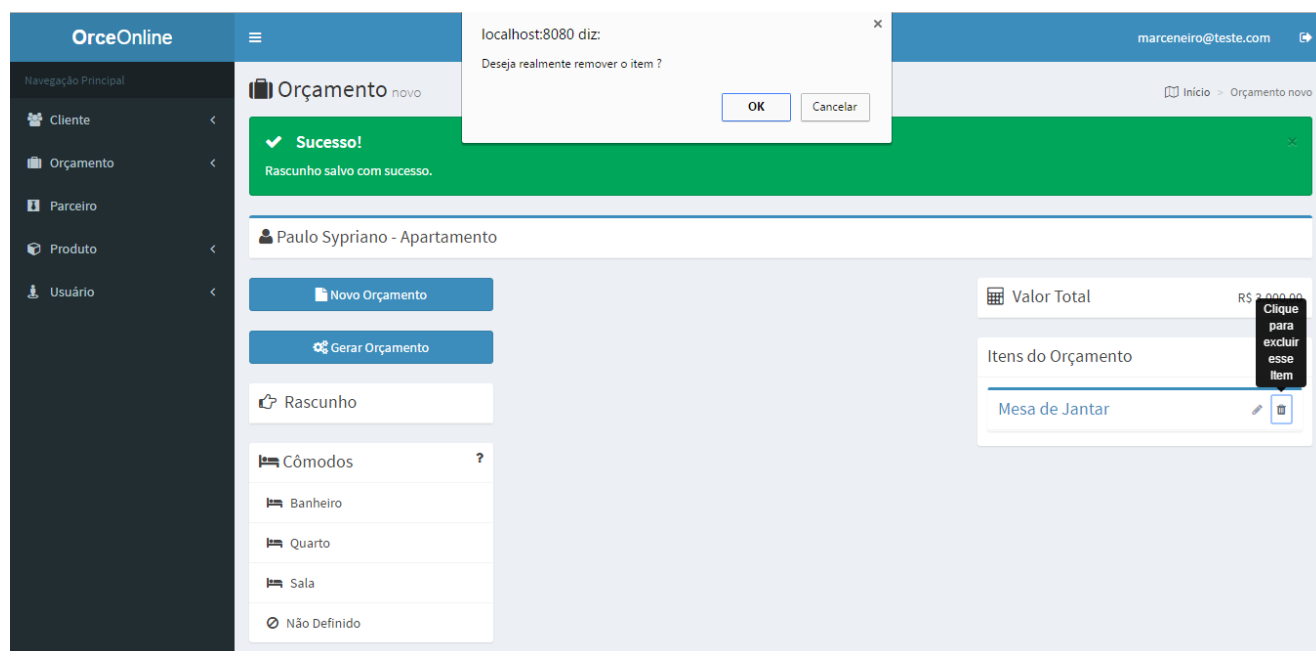 OrceOnline
localhost:8080 diz:
Deseja realmente remover o item ?
OK
Cancelar
marceneiro@teste.com
Navegação Principal
Cliente
Orçamento
Parceiro
Produto
Usuário
Orçamento novo
Início > Orçamento novo
Sucesso!
Rascunho salvo com sucesso.
Paulo Sypriano - Apartamento
Novo Orçamento
Gerar Orçamento
Rascunho
Cômodos ?
Banheiro
Quarto
Sala
Não Definido
Valor Total
R$
Clique
para
excluir
esse
Item
Itens do Orçamento
Mesa de Jantar